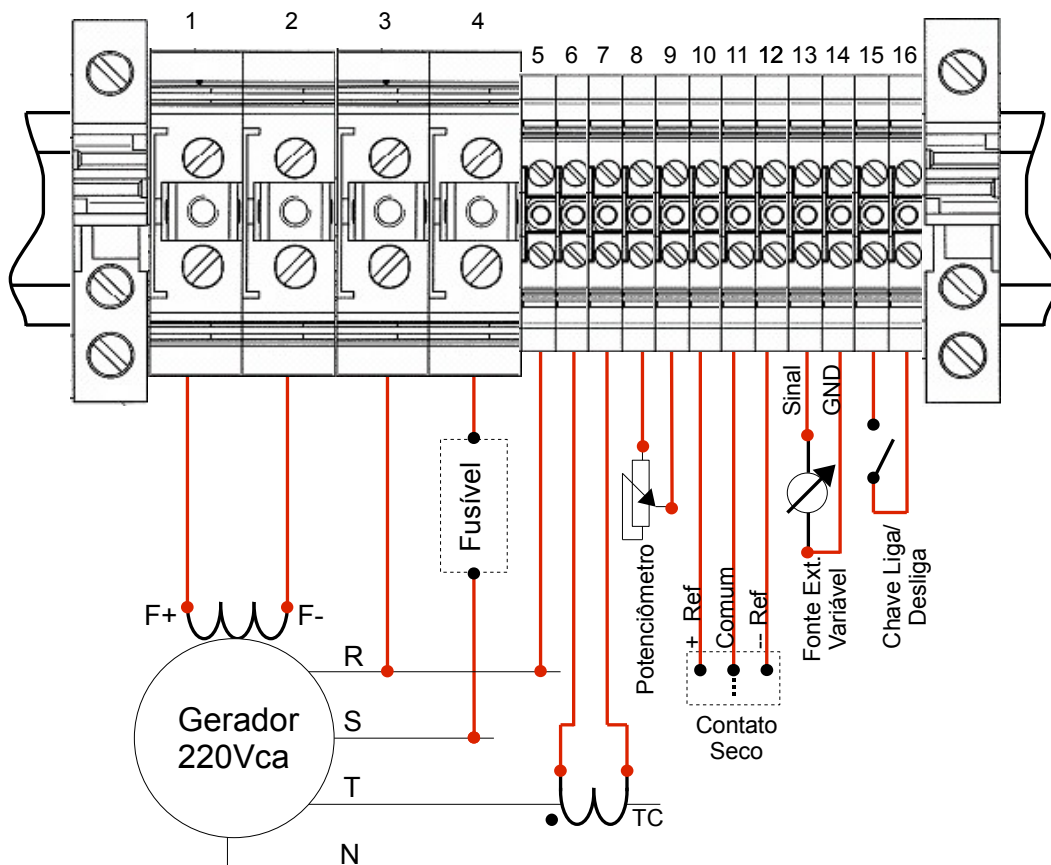 1 2 3 4
5 6 7 8 9 10 11 12 13 14 15 16
Sinal
GND
Fusível
Potenciômetro
+ Ref
Comum
-- Ref
Fonte Ext.
Variável
Chave Liga/
Desliga
F+ F-
R
Contato
Seco
Gerador
220Vca
S
T
TC
N